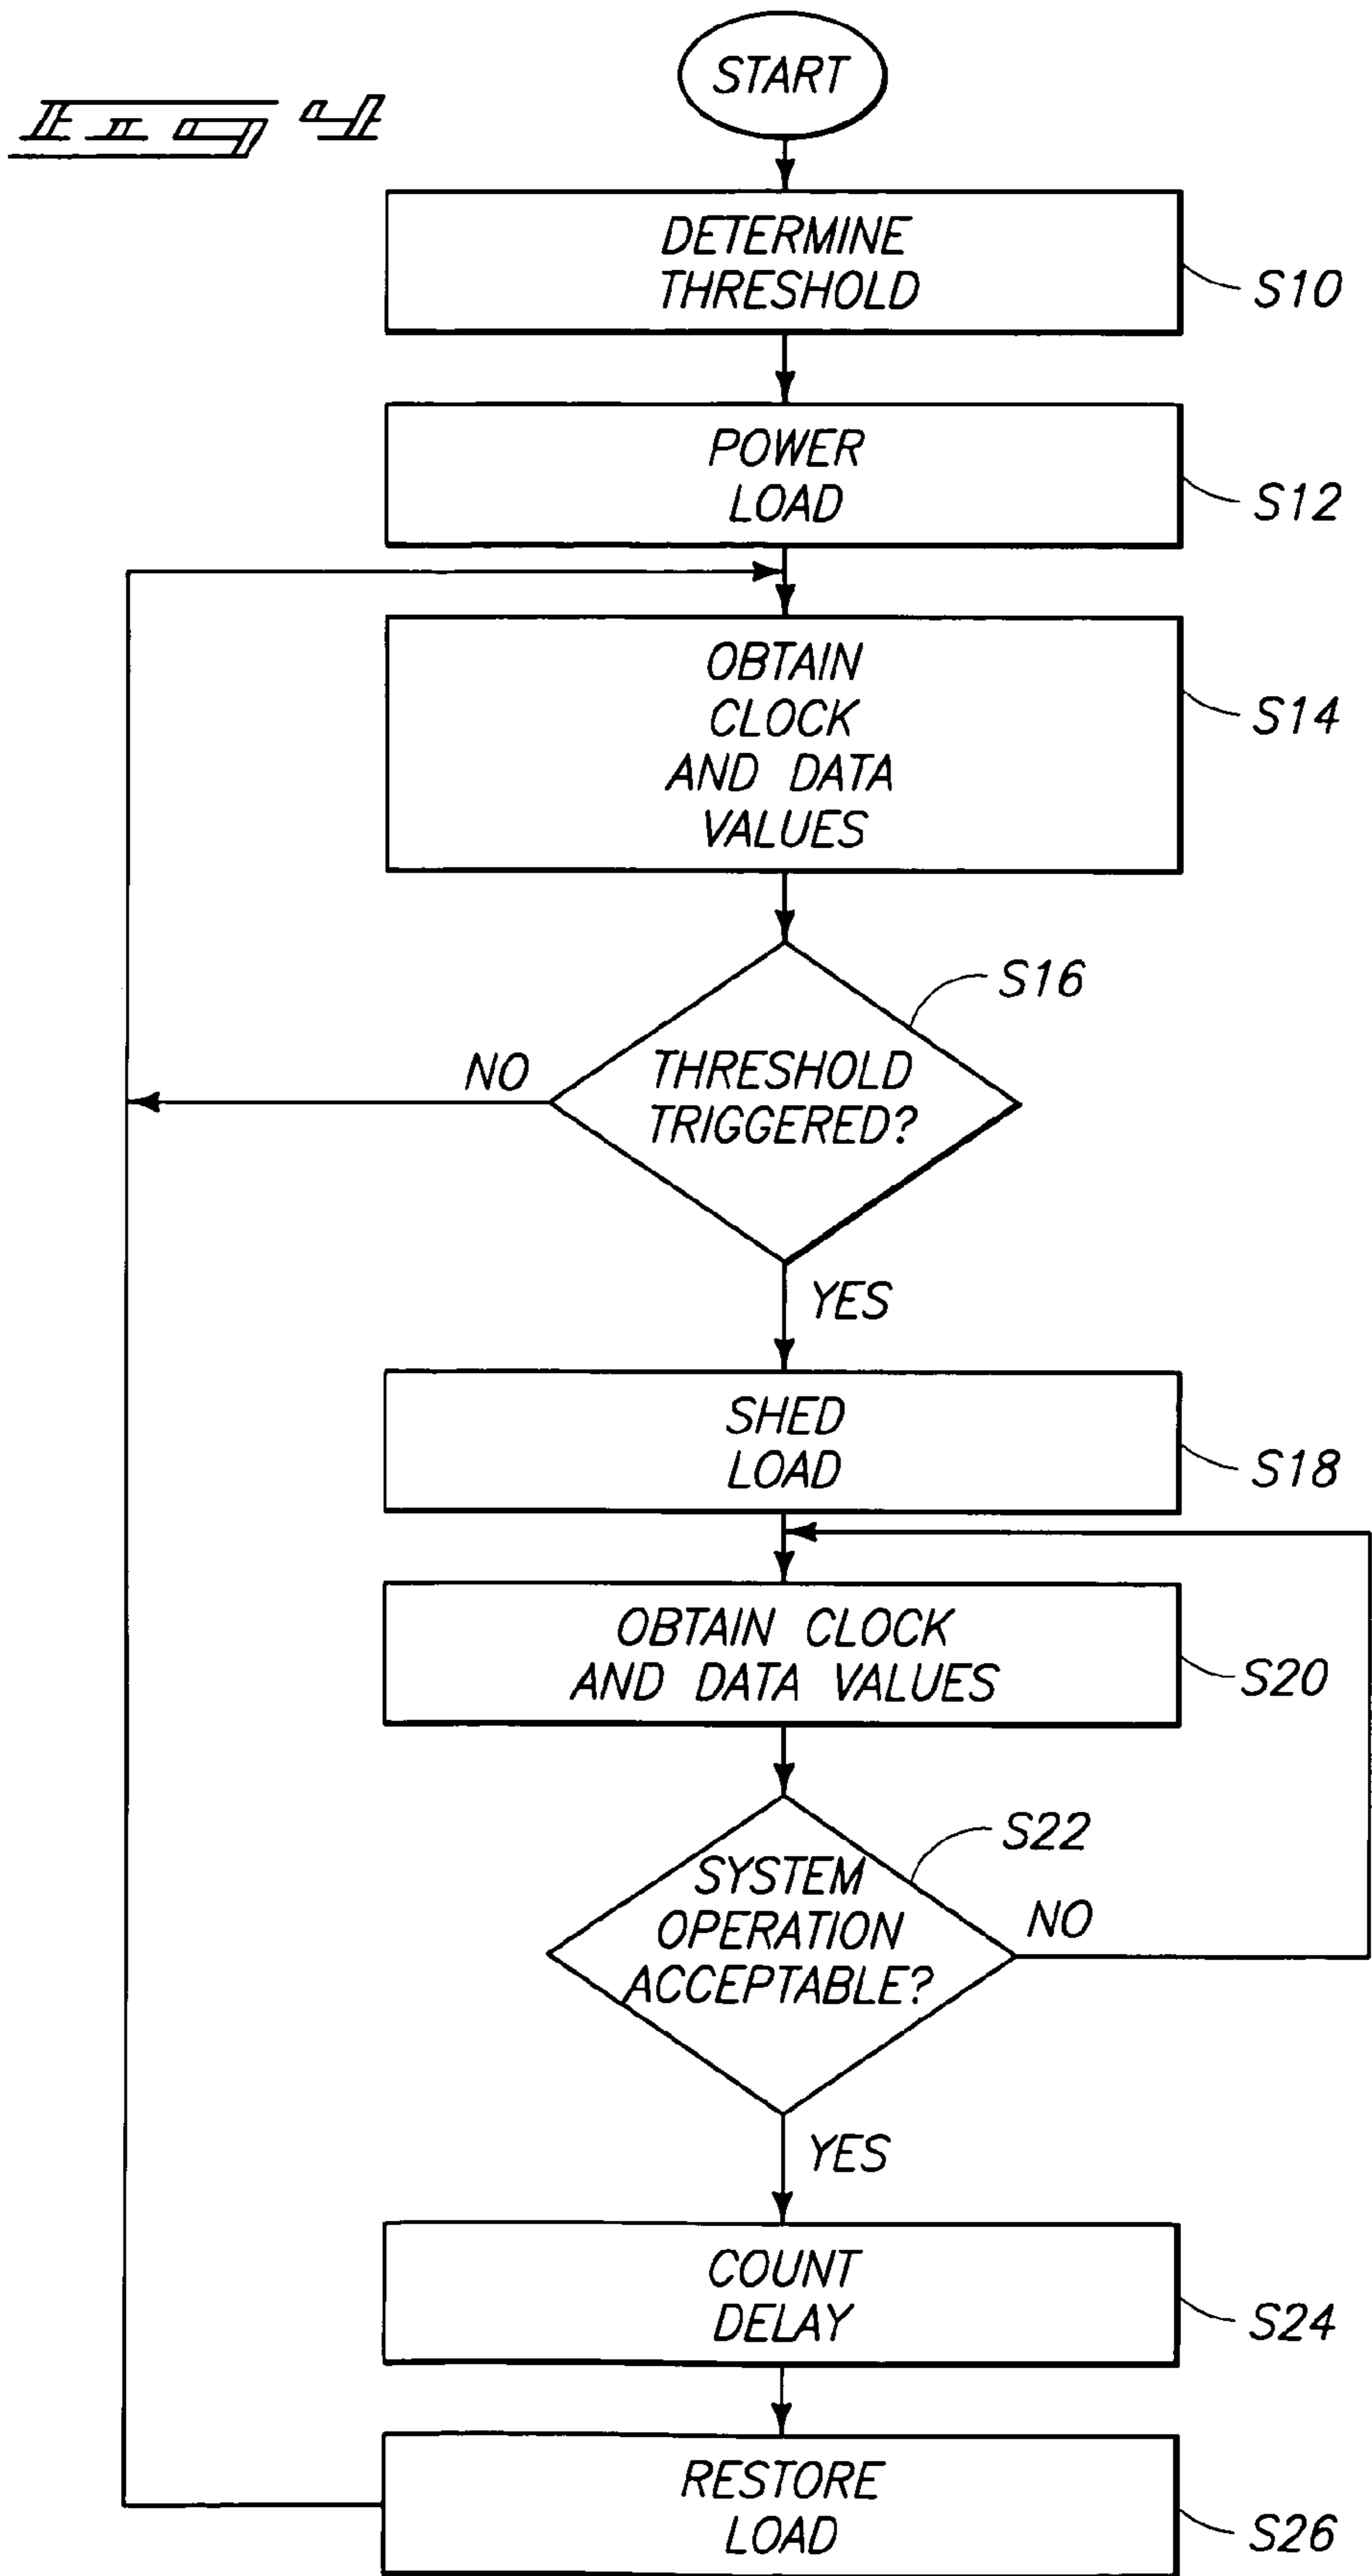 Fig 4
START
DETERMINE
THRESHOLD
S10
POWER
LOAD
S12
OBTAIN
CLOCK
AND DATA
VALUES
S14
S16
THRESHOLD
TRIGGERED?
NO
YES
SHED
LOAD
S18
OBTAIN CLOCK
AND DATA VALUES
S20
S22
SYSTEM
OPERATION
ACCEPTABLE?
NO
YES
COUNT
DELAY
S24
RESTORE
LOAD
S26